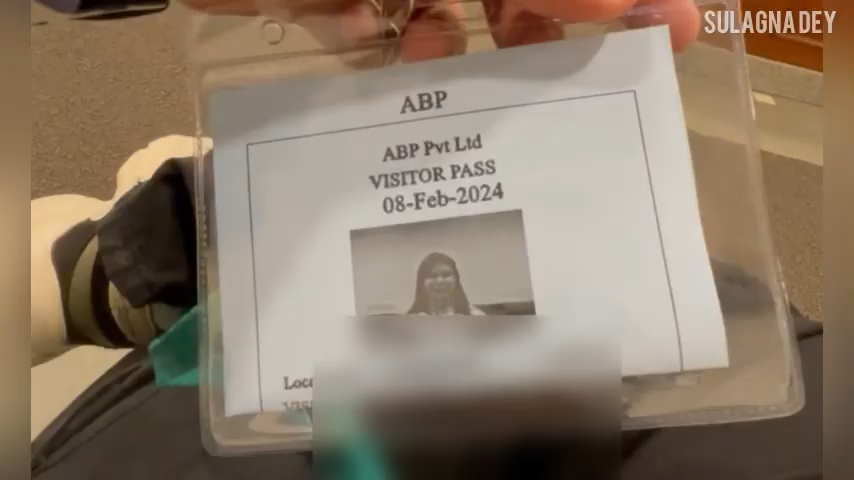 SULAGNA DEY
ABP
ABP Pvt Ltd
VISITOR PASS
08-Feb-2024